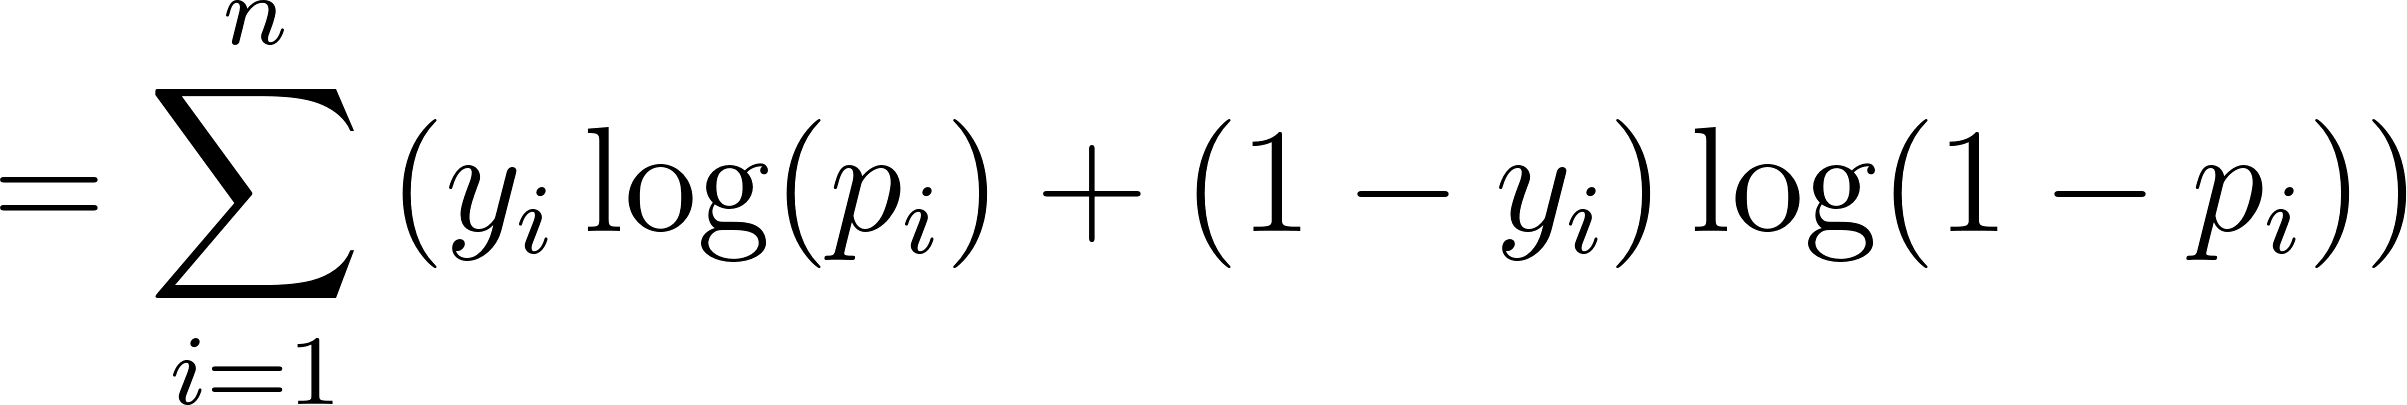 = \sum_{i=1}^{n} (y_i \log(p_i) + (1 - y_i) \log(1 - p_i))